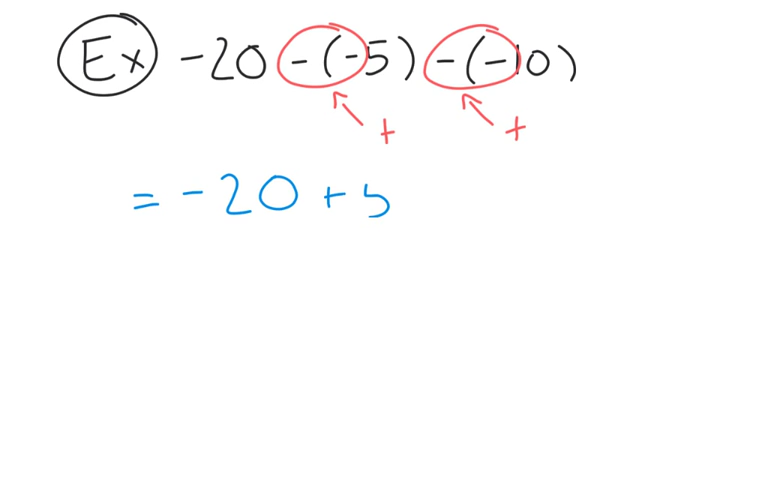 Ex -20 -(-5) -(-10)
+ +
= -20 + 5